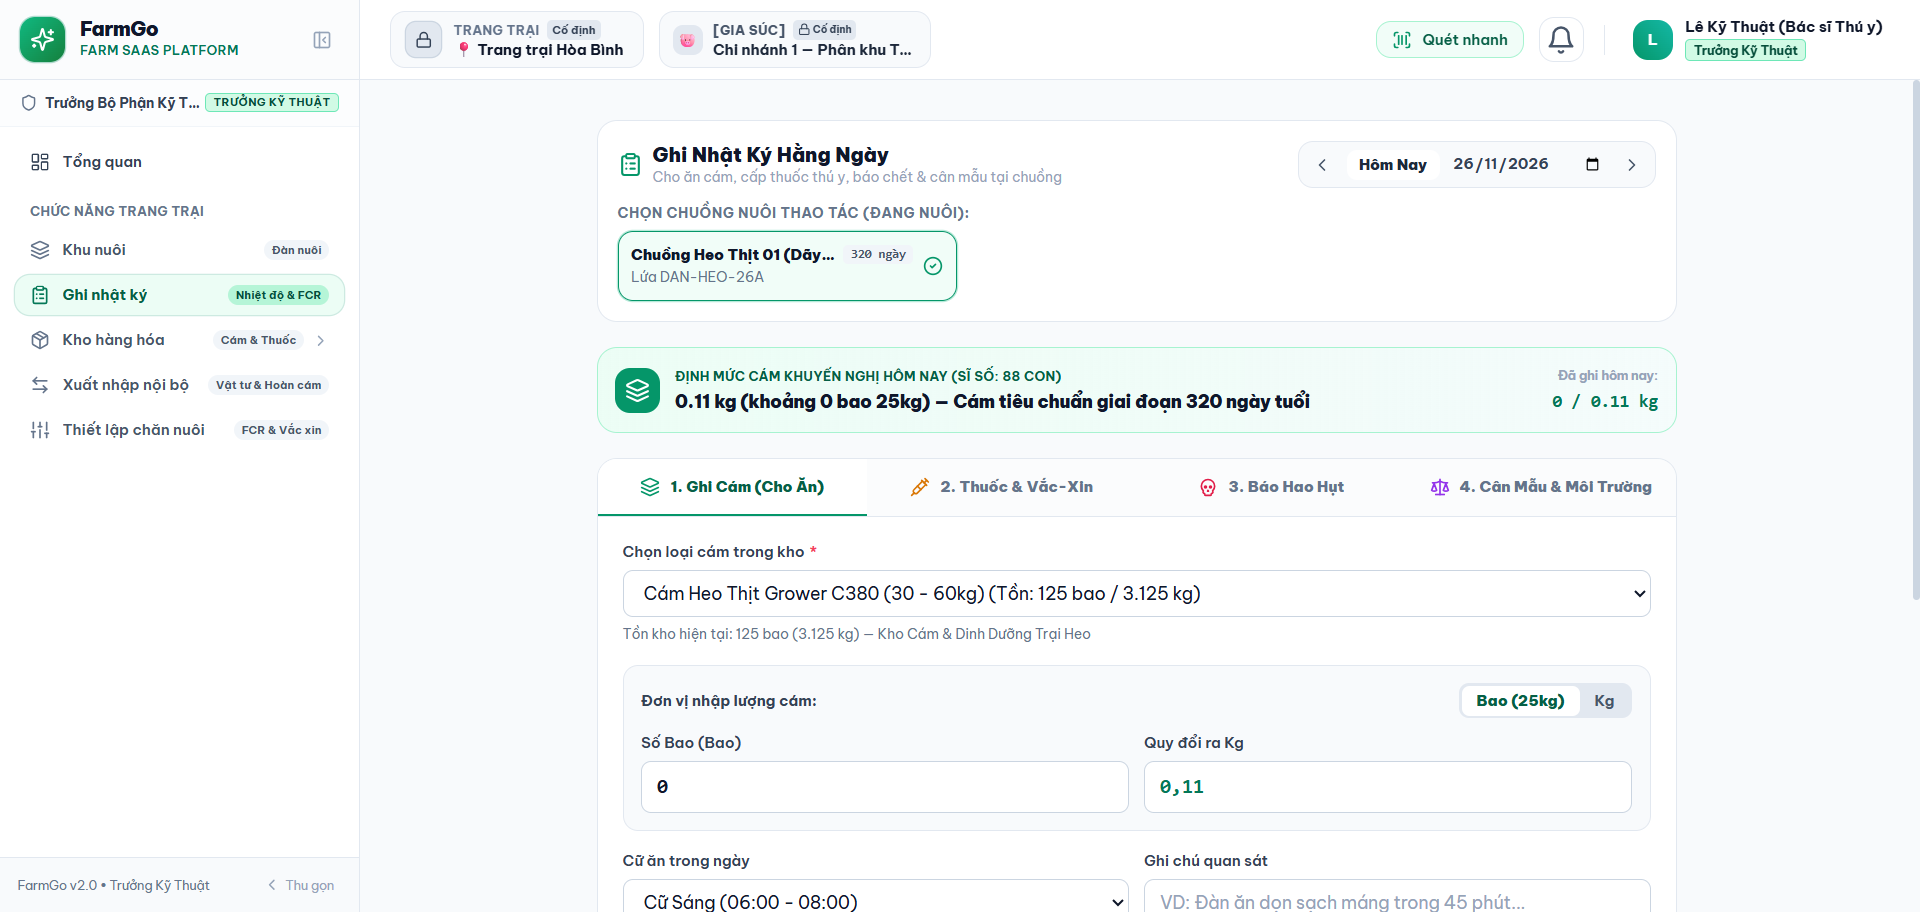 FarmGo
FARM SAAS PLATFORM
TRANG TRẠI Cố định
Trang trại Hòa Bình
[GIA SÚC] Cố định
Chi nhánh 1 — Phân khu T...
Quét nhanh
L
Lê Kỹ Thuật (Bác sĩ Thú y)
Trưởng Kỹ Thuật
Trưởng Bộ Phận Kỹ T... TRƯỞNG KỸ THUẬT
Tổng quan
CHỨC NĂNG TRANG TRẠI
Khu nuôi Đàn nuôi
Ghi nhật ký Nhiệt độ & FCR
Kho hàng hóa Cám & Thuốc
Xuất nhập nội bộ Vật tư & Hoàn cám
Thiết lập chăn nuôi FCR & Vắc xin
FarmGo v2.0 • Trưởng Kỹ Thuật Thu gọn
Ghi Nhật Ký Hằng Ngày
Cho ăn cám, cấp thuốc thú y, báo chết & cân mẫu tại chuồng
Hôm Nay 26/11/2026
CHỌN CHUỒNG NUÔI THAO TÁC (ĐANG NUÔI):
Chuồng Heo Thịt 01 (Dãy... 320 ngày
Lứa DAN-HEO-26A
ĐỊNH MỨC CÁM KHUYẾN NGHỊ HÔM NAY (SĨ SỐ: 88 CON)
0.11 kg (khoảng 0 bao 25kg) — Cám tiêu chuẩn giai đoạn 320 ngày tuổi
Đã ghi hôm nay:
0 / 0.11 kg
1. Ghi Cám (Cho Ăn)
2. Thuốc & Vắc-Xin
3. Báo Hao Hụt
4. Cân Mẫu & Môi Trường
Chọn loại cám trong kho *
Cám Heo Thịt Grower C380 (30 - 60kg) (Tồn: 125 bao / 3.125 kg)
Tồn kho hiện tại: 125 bao (3.125 kg) — Kho Cám & Dinh Dưỡng Trại Heo
Đơn vị nhập lượng cám:
Bao (25kg) Kg
Số Bao (Bao)
0
Quy đổi ra Kg
0,11
Cữ ăn trong ngày
Cữ Sáng (06:00 - 08:00)
Ghi chú quan sát
VD: Đàn ăn dọn sạch máng trong 45 phút...